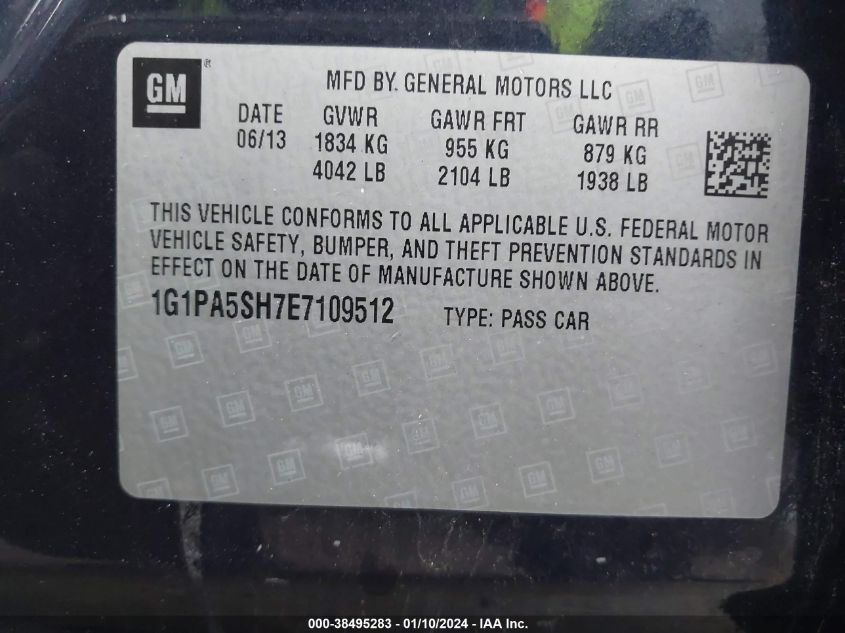 GM ®
MFD BY. GENERAL MOTORS LLC
DATE GVWR GAWR FRT GAWR RR
06/13 1834 KG 955 KG 879 KG
4042 LB 2104 LB 1938 LB
THIS VEHICLE CONFORMS TO ALL APPLICABLE U.S. FEDERAL MOTOR
VEHICLE SAFETY, BUMPER, AND THEFT PREVENTION STANDARDS IN
EFFECT ON THE DATE OF MANUFACTURE SHOWN ABOVE.
1G1PA5SH7E7109512 TYPE: PASS CAR
000-38495283 - 01/10/2024 - IAAI Inc.